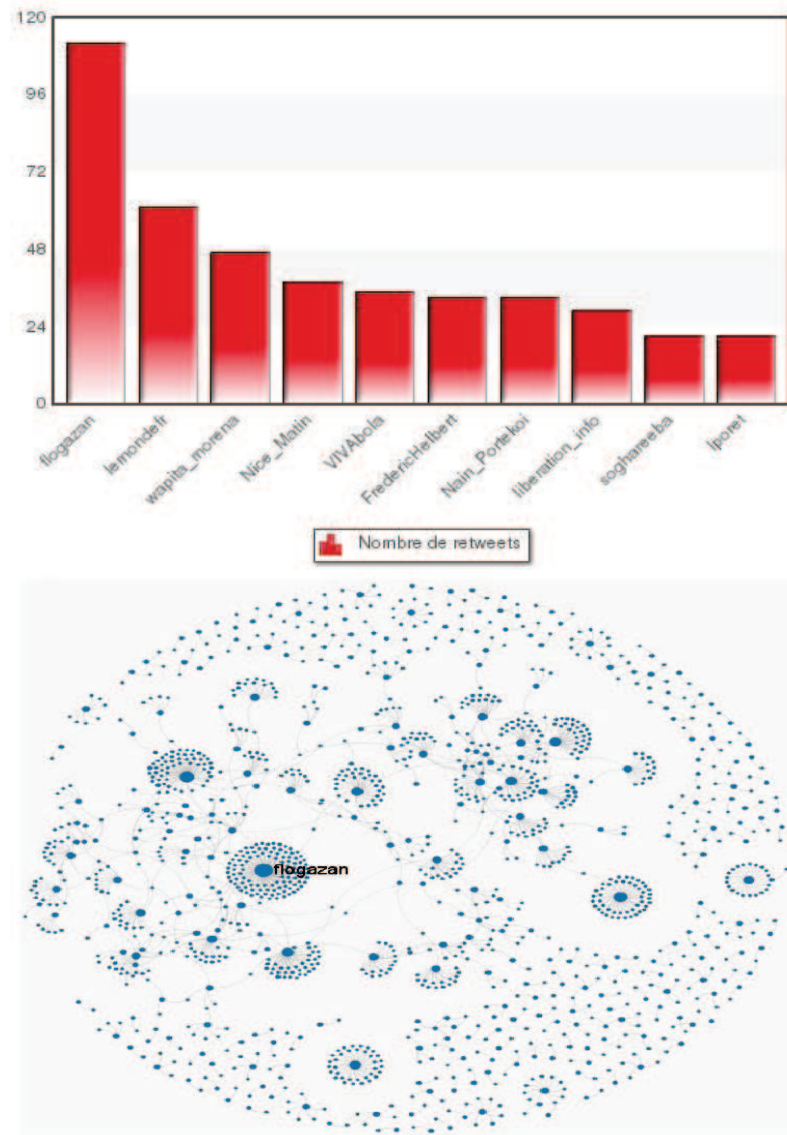 120
96
72
48
24
0
flogazan
lemondefr
wapita_morena
Nice_Matin
VIVAbola
FredericHelbert
Nain_Portekoi
liberation_info
soghareeba
lporet
Nombre de retweets
flogazan